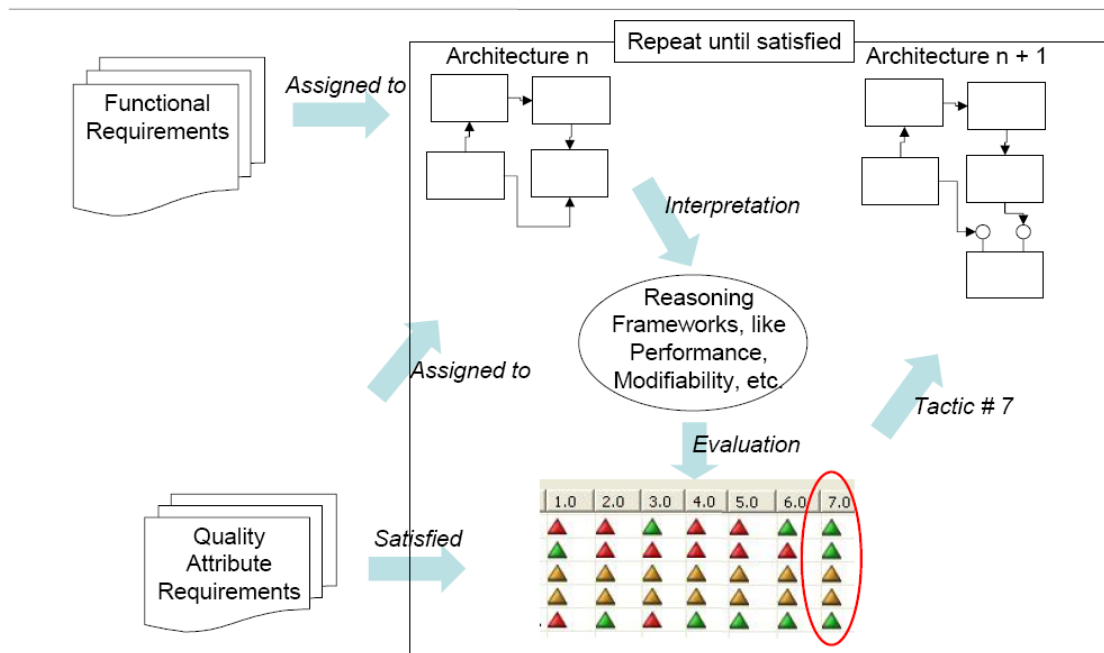 Repeat until satisfied
Architecture n
Architecture n + 1
Assigned to
Functional
Requirements
Interpretation
Reasoning
Frameworks, like
Performance,
Modifiability, etc.
Assigned to
Tactic # 7
Evaluation
1.0 2.0 3.0 4.0 5.0 6.0 7.0
Quality
Attribute
Requirements
Satisfied